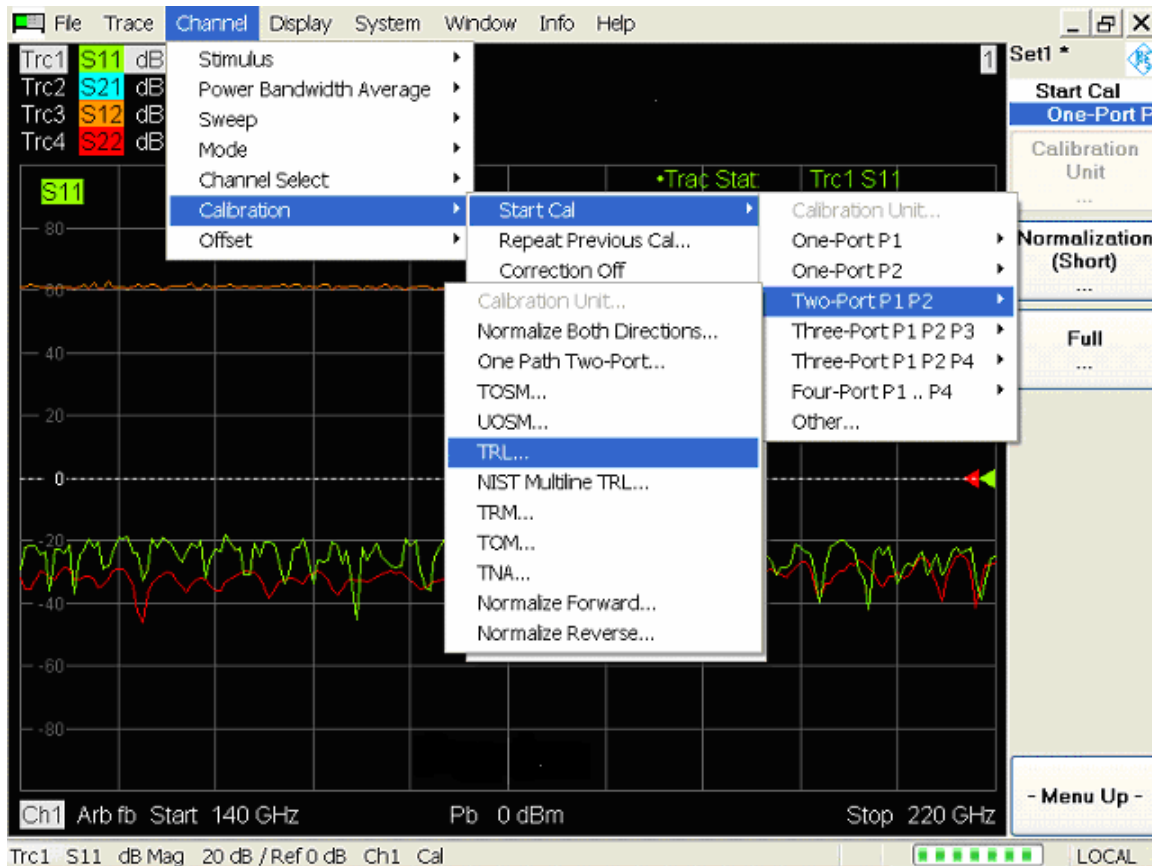 File Trace Channel Display System Window Info Help
Trc1 S11 dB
Trc2 S21 dB
Trc3 S12 dB
Trc4 S22 dB
1
Set1 *
Stimulus
Power Bandwidth Average
Sweep
Mode
Channel Select
Calibration
Offset
S11
•Trac Stat: Trc1 S11
Start Cal
Repeat Previous Cal...
Correction Off
Calibration Unit...
One-Port P1
One-Port P2
Two-Port P1 P2
Three-Port P1 P2 P3
Three-Port P1 P2 P4
Four-Port P1 .. P4
Other...
Calibration Unit...
Normalize Both Directions...
One Path Two-Port...
TOSM...
UOSM...
TRL...
NIST Multiline TRL...
TRM...
TOM...
TNA...
Normalize Forward...
Normalize Reverse...
80
60
40
20
0
-20
-40
-60
-80
Start Cal
One-Port P
Calibration
Unit
...
Normalization
(Short)
...
Full
...
- Menu Up -
Ch1 Arb fb Start 140 GHz Pb 0 dBm Stop 220 GHz
Trc1 S11 dB Mag 20 dB / Ref 0 dB Ch1 Cal LOCAL